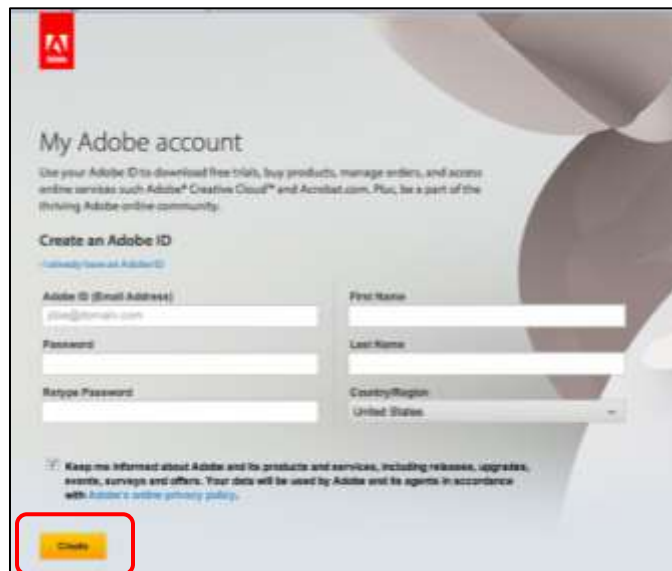 Adobe
My Adobe account
Use your Adobe ID to download free trials, buy products, manage orders, and access
online services such Adobe® Creative Cloud™ and Acrobat.com. Plus, be a part of the
thriving Adobe online community.
Create an Adobe ID
I already have an Adobe ID
Adobe ID (Email Address)
First Name
Password
Last Name
Retype Password
Country/Region
United States
Keep me informed about Adobe and its products and services, including releases, upgrades,
events, surveys and offers. Your data will be used by Adobe and its agents in accordance
with Adobe's online privacy policy.
Create